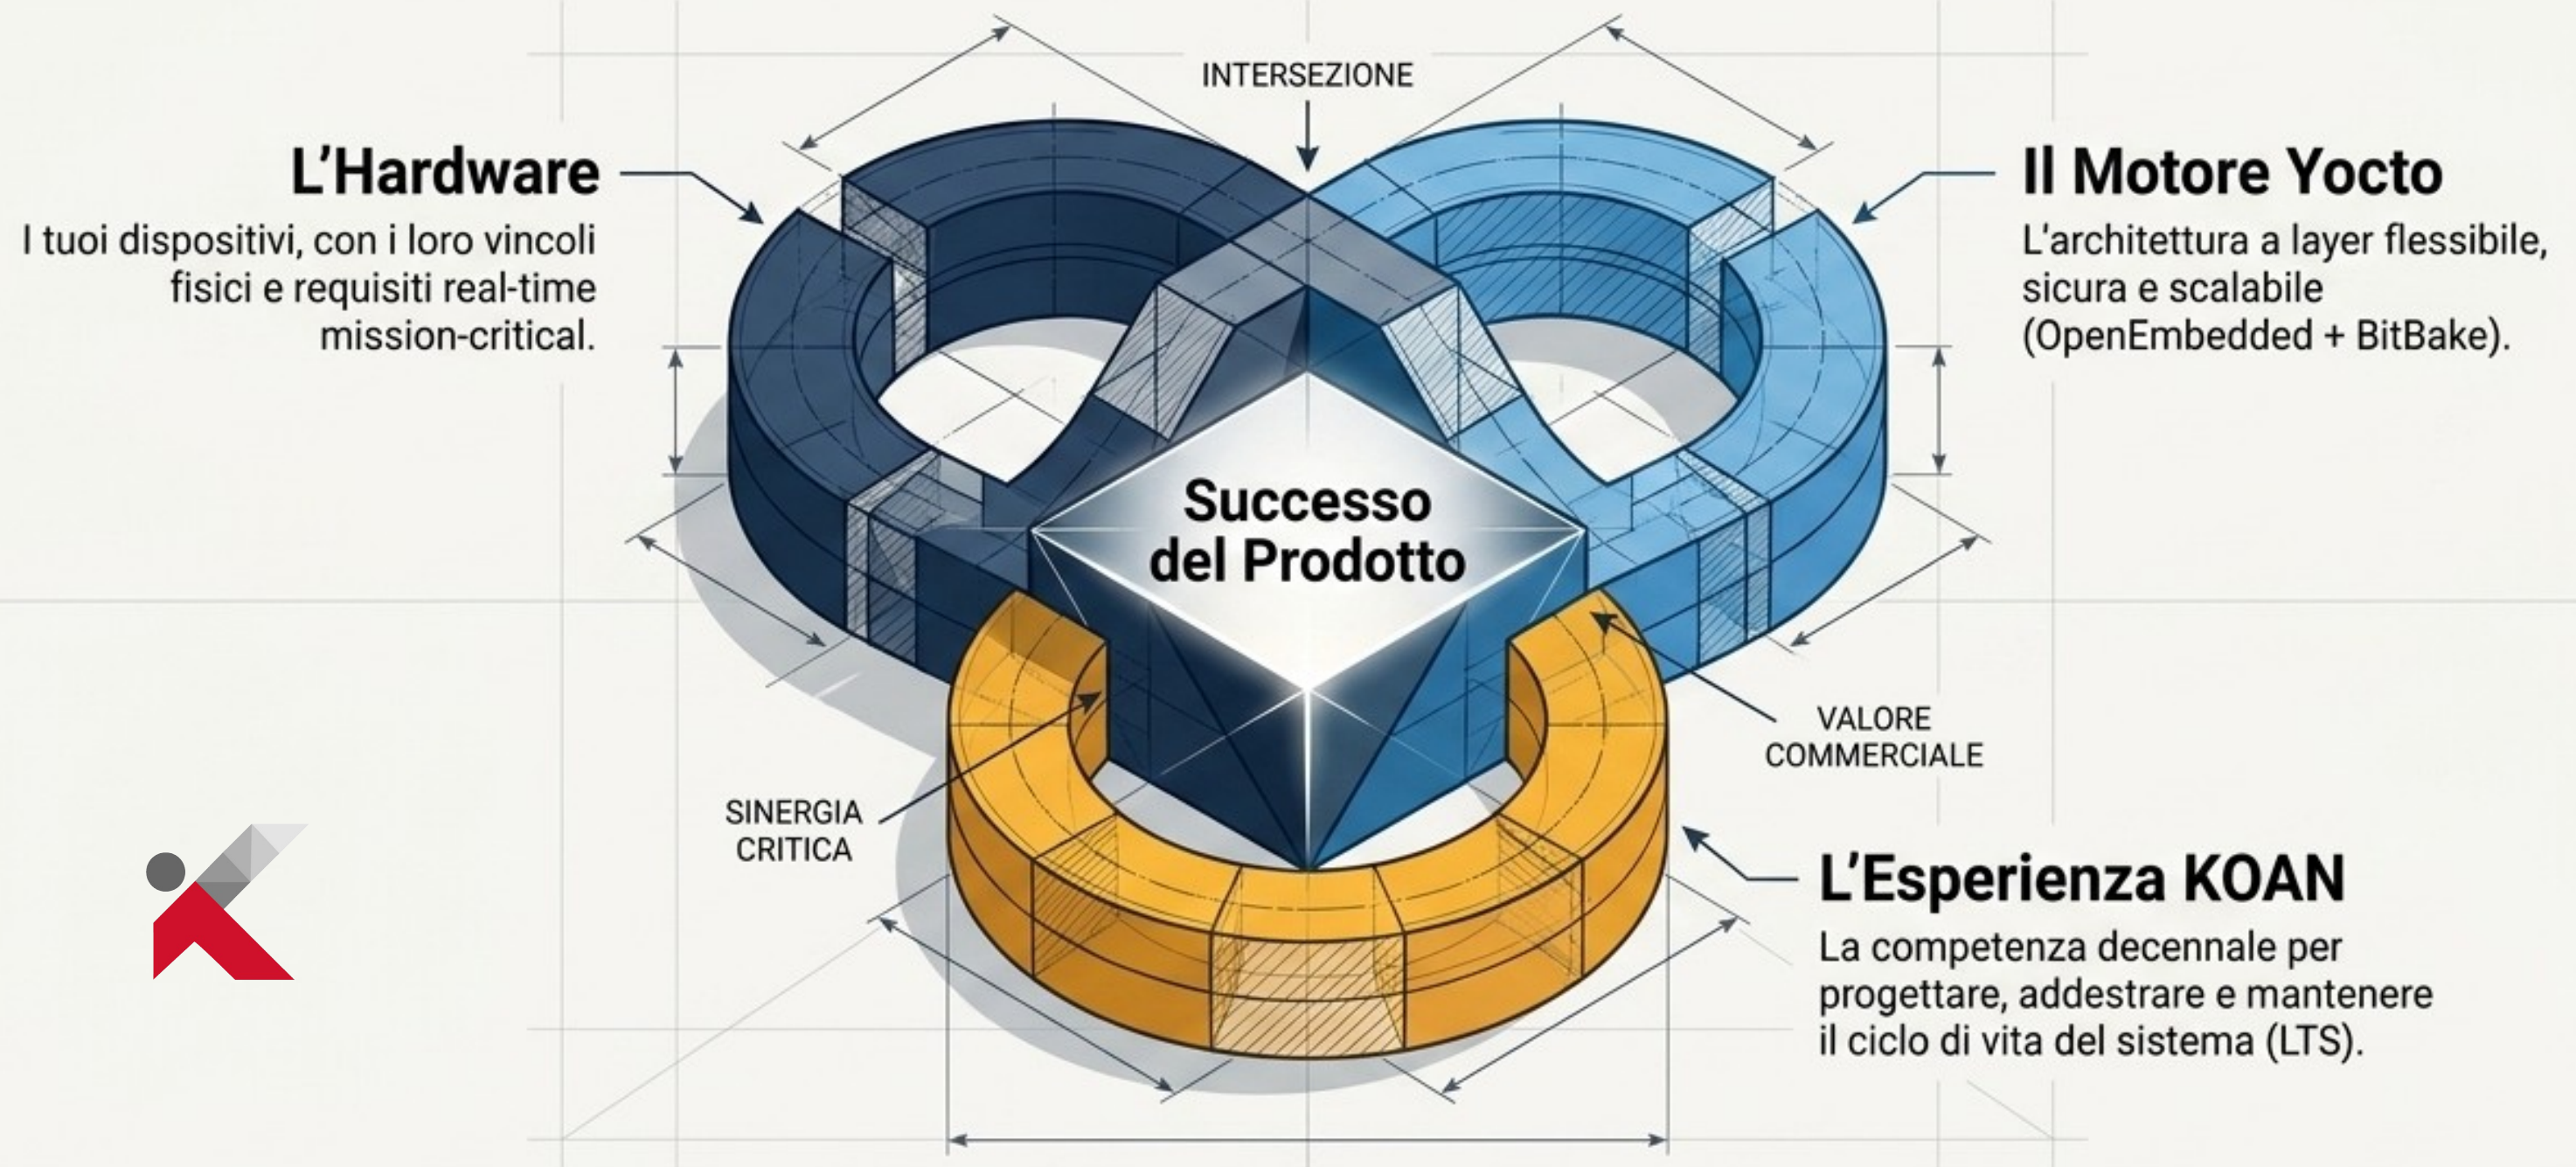 INTERSEZIONE
L’Hardware
I tuoi dispositivi, con i loro vincoli
fisici e requisiti real-time
mission-critical.
Il Motore Yocto
L'architettura a layer flessibile,
sicura e scalabile
(OpenEmbedded + BitBake).
Successo
del Prodotto
VALORE
COMMERCIALE
SINERGIA
CRITICA
L’Esperienza KOAN
La competenza decennale per
progettare, addestrare e mantenere
il ciclo di vita del sistema (LTS).